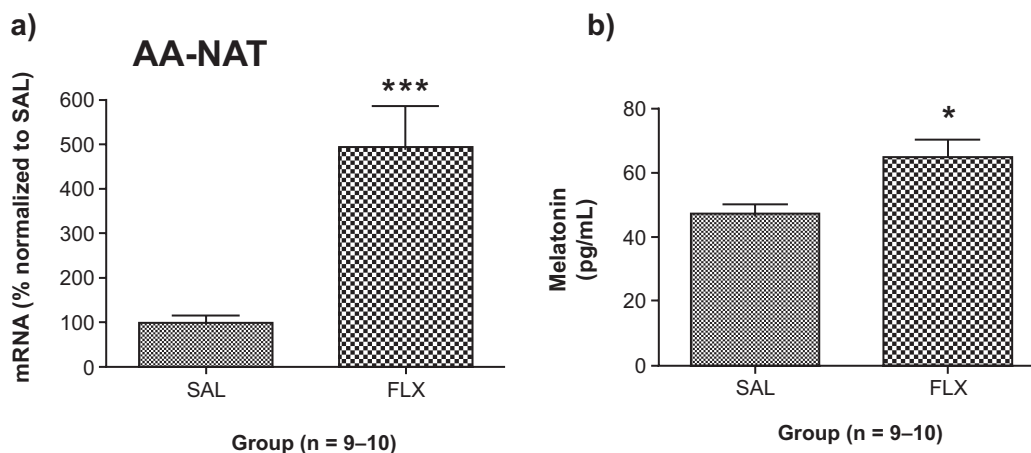 a)
AA-NAT
mRNA (% normalized to SAL)
600
500
400
300
200
100
0
***
SAL
FLX
Group (n = 9–10)
b)
Melatonin
(pg/mL)
80
60
40
20
0
*
SAL
FLX
Group (n = 9–10)